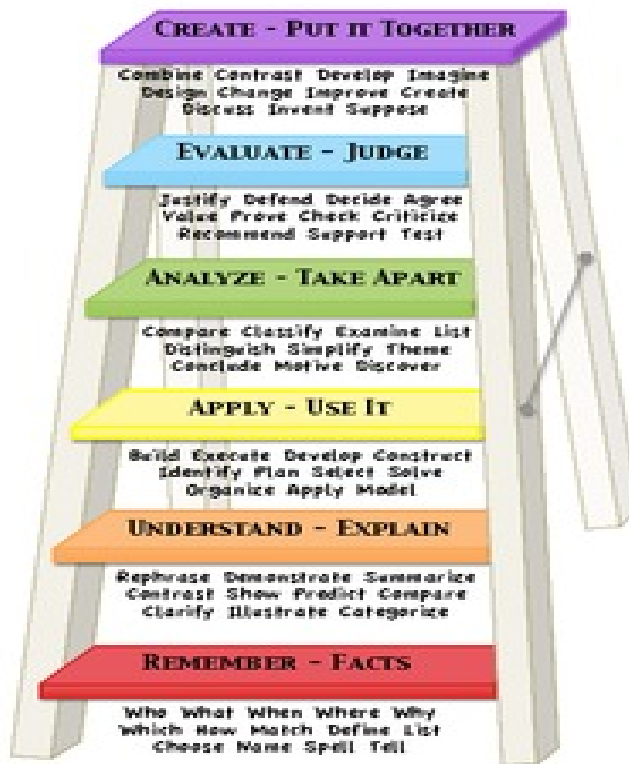 Create - Put it Together
Combine Contrast Develop Imagine
Design Change Improve Create
Discuss Invent Suppose
Evaluate - Judge
Justify Defend Decide Agree
Value Prove Check Criticize
Recommend Support Test
Analyze - Take Apart
Compare Classify Examine List
Distinguish Simplify Theme
Conclude Motive Discover
Apply - Use It
Build Execute Develop Construct
Identify Plan Select Solve
Organize Apply Model
Understand - Explain
Rephrase Demonstrate Summarize
Contrast Show Predict Compare
Clarify Illustrate Categorize
Remember - Facts
Who What When Where Why
Which How Match Define List
Choose Name Spell Tell